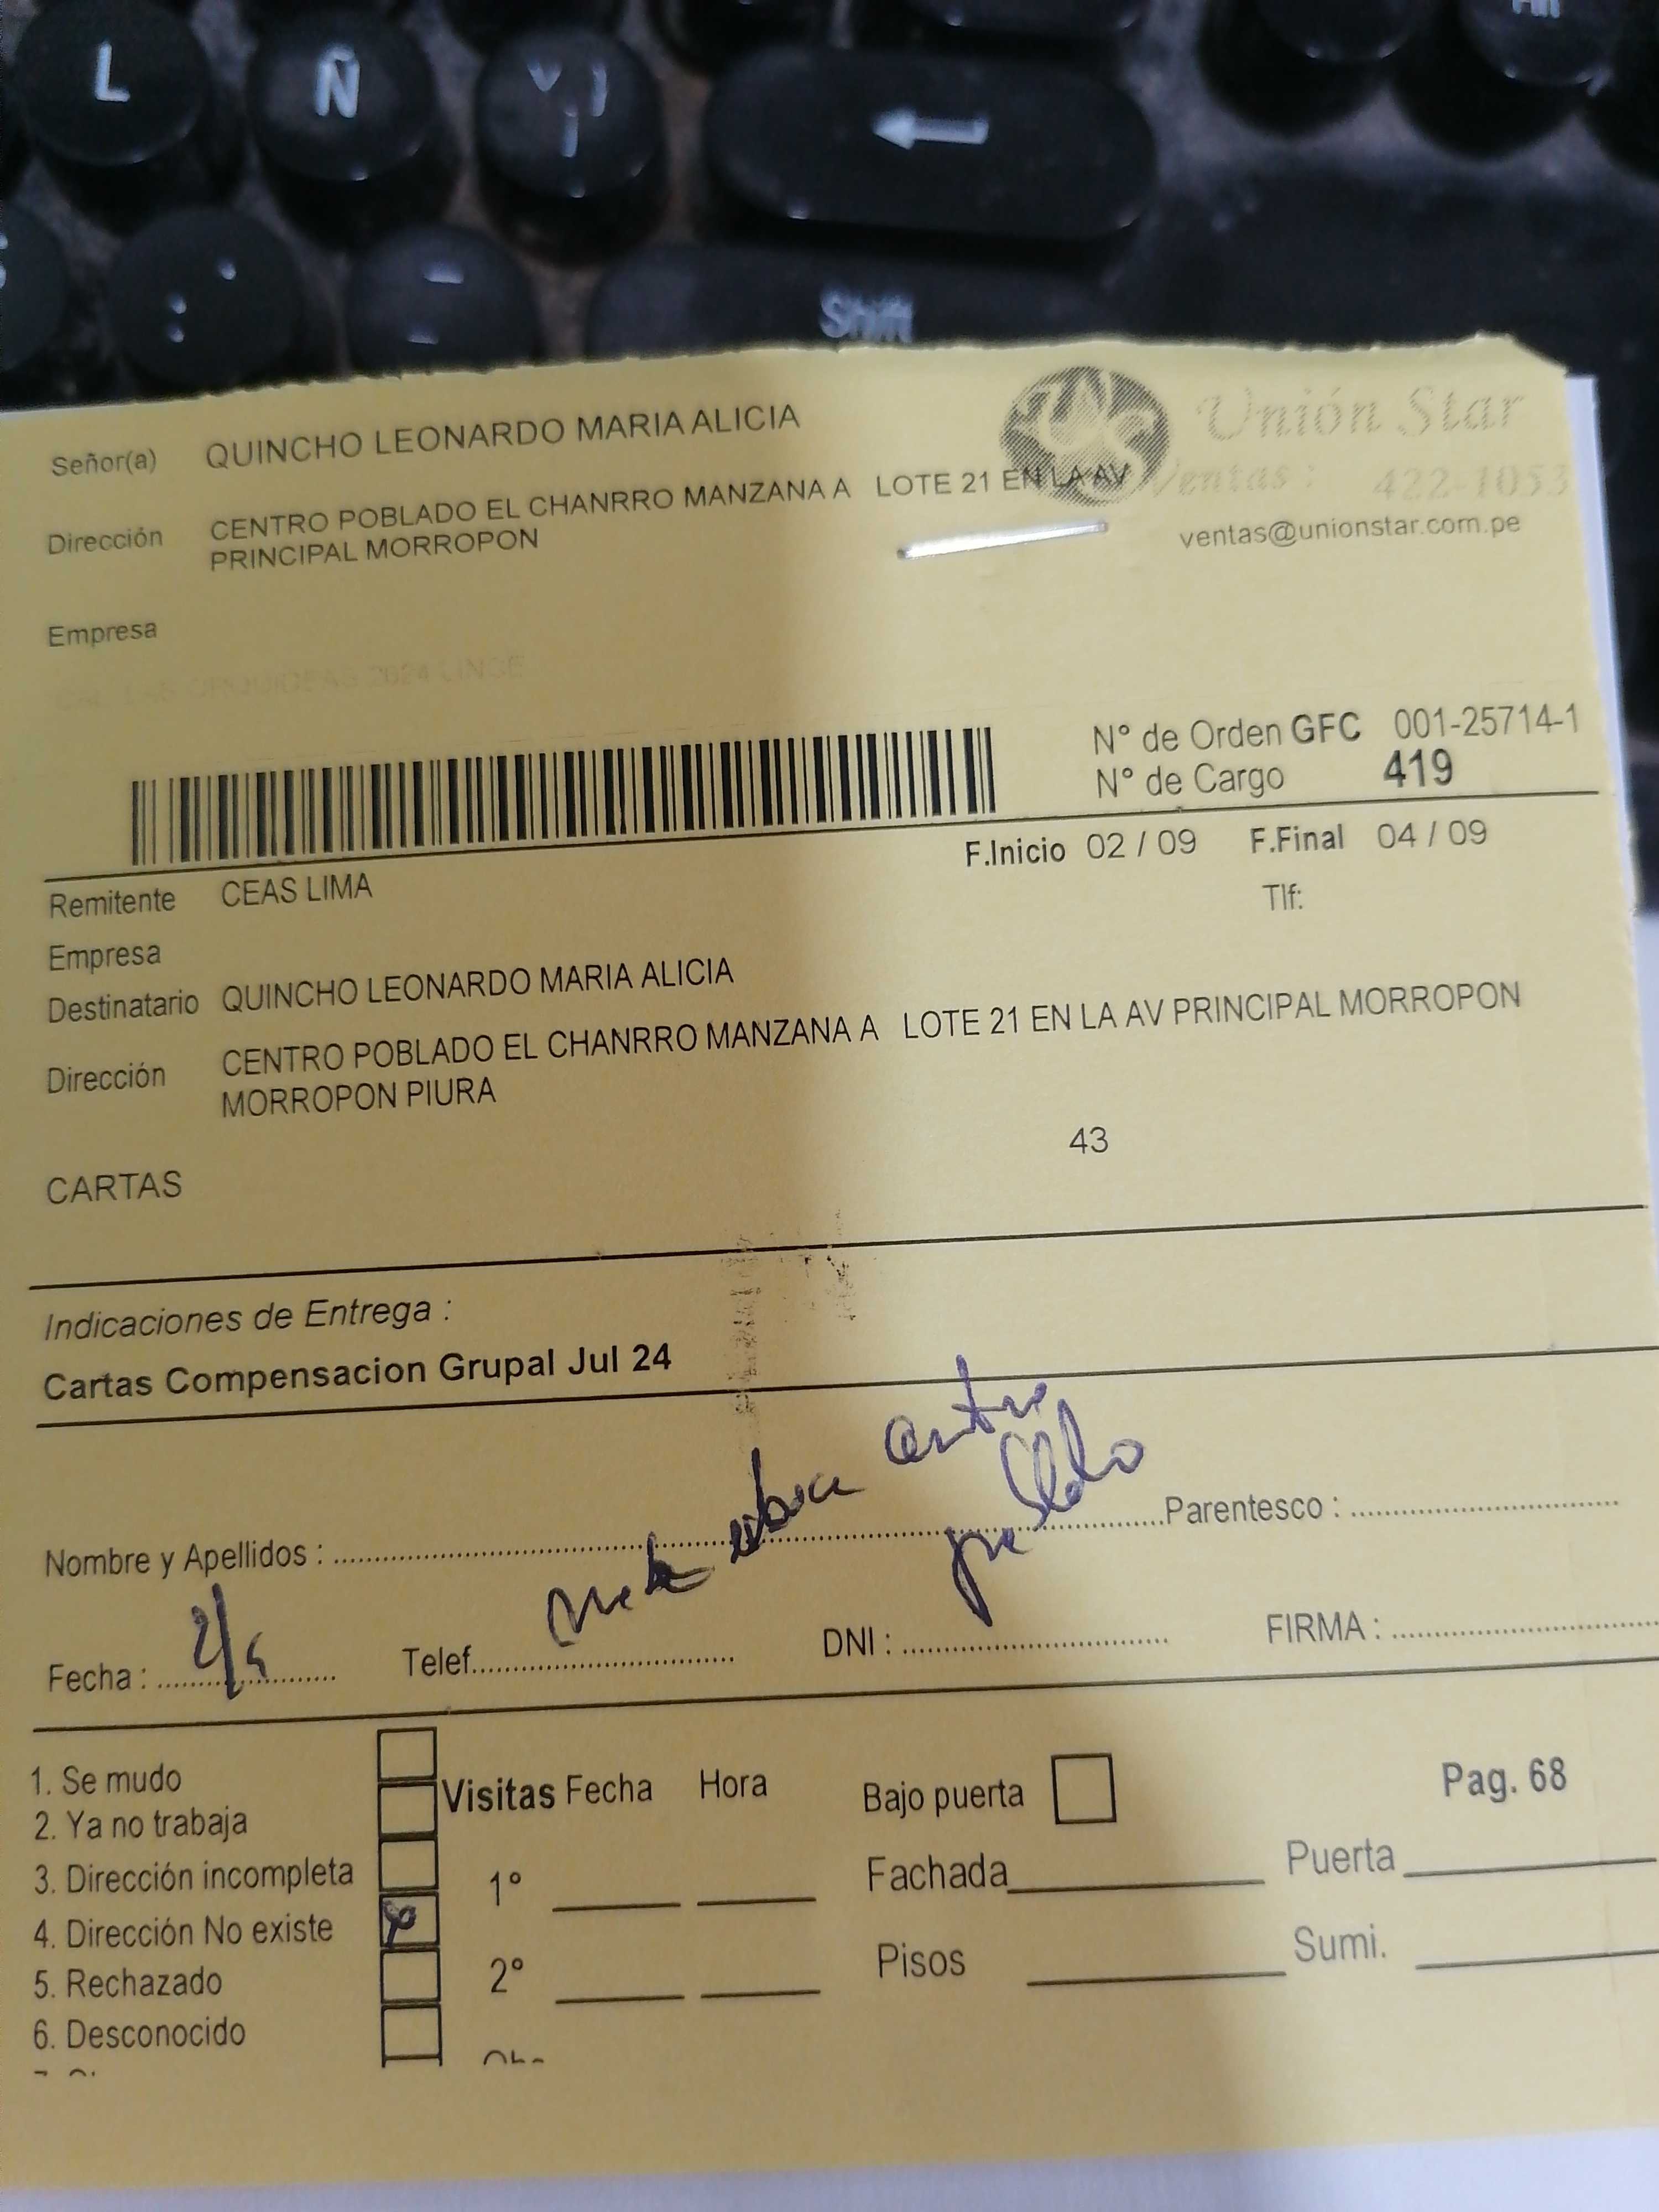 L Ñ
Shift
Señor(a) QUINCHO LEONARDO MARIA ALICIA
Unión Star
Ventas : 422-1053
Dirección CENTRO POBLADO EL CHANRRO MANZANA A LOTE 21 EN LA AV
PRINCIPAL MORROPON
ventas@unionstar.com.pe
Empresa
N° de Orden GFC 001-25714-1
N° de Cargo 419
F.Inicio 02 / 09 F.Final 04 / 09
Remitente CEAS LIMA
Tlf:
Empresa
Destinatario QUINCHO LEONARDO MARIA ALICIA
Dirección CENTRO POBLADO EL CHANRRO MANZANA A LOTE 21 EN LA AV PRINCIPAL MORROPON
MORROPON PIURA
43
CARTAS
Indicaciones de Entrega :
Cartas Compensacion Grupal Jul 24
Nombre y Apellidos : Parentesco :
Fecha : Telef. DNI : FIRMA :
1. Se mudo
2. Ya no trabaja
3. Dirección incompleta
4. Dirección No existe
5. Rechazado
6. Desconocido
Visitas Fecha Hora
1°
2°
Bajo puerta
Pag. 68
Fachada Puerta
Pisos Sumi.